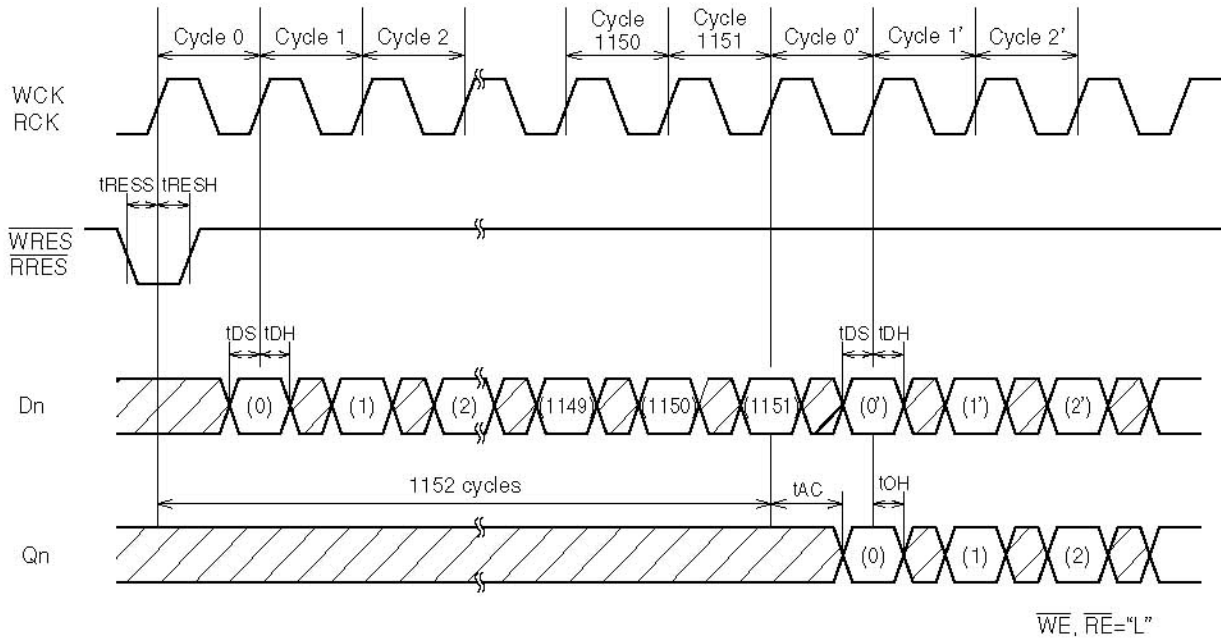 Cycle 0 Cycle 1 Cycle 2 Cycle 1150 Cycle 1151 Cycle 0' Cycle 1' Cycle 2'
WCK
RCK
tRESS tRESH
WRES
RRES
tDS tDH tDS tDH
Dn (0) (1) (2) (1149) (1150) (1151) (0') (1') (2')
1152 cycles tAC tOH
Qn (0) (1) (2)
WE, RE="L"